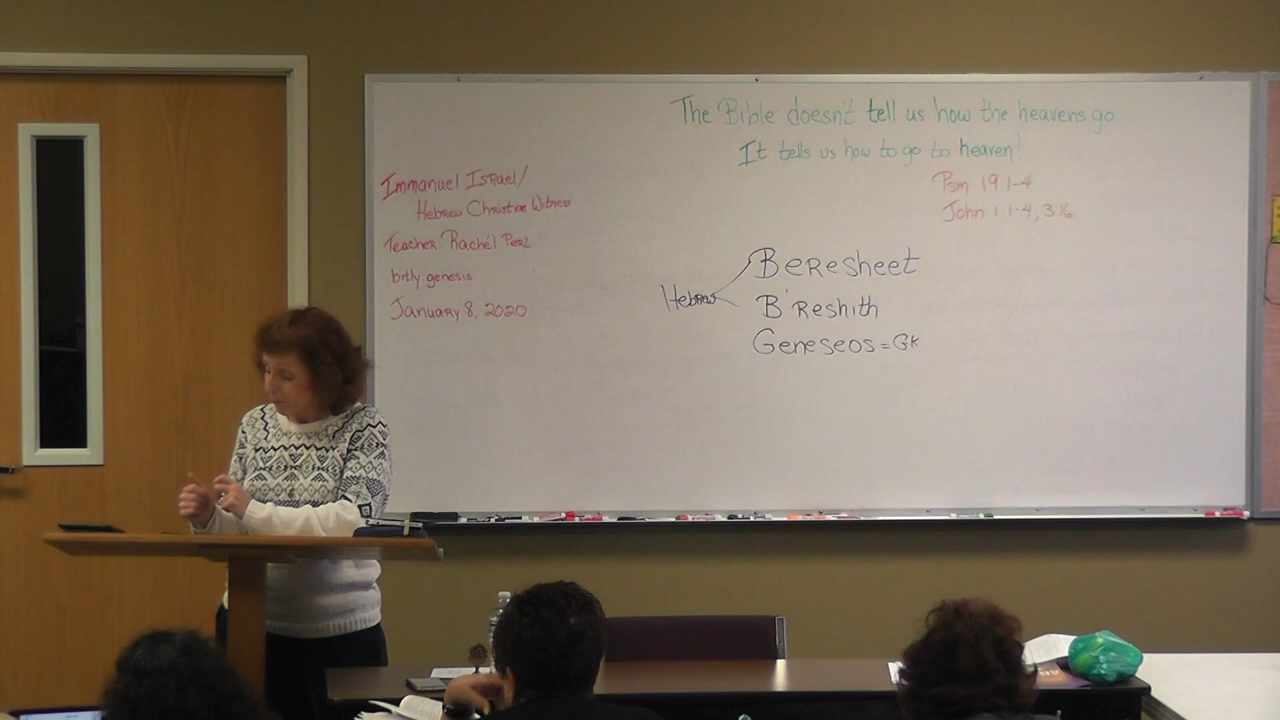 The Bible doesn't tell us how the heavens go
It tells us how to go to heaven!
Psm 19.1-4
John 1.1-4, 3.16
Immanuel Israel/
Hebrew Christian Witness
Teacher: Rachél Perl
bitly genesis
January 8, 2020
Hebrew
Beresheet
B'Reshith
Geneseos = Gk